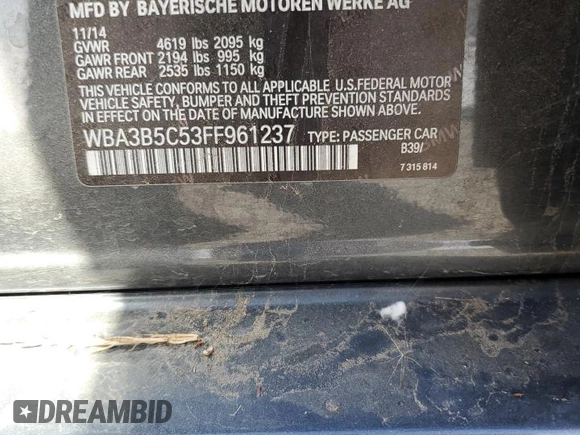 MFD BY BAYERISCHE MOTOREN WERKE AG
11/14
GVWR 4619 lbs 2095 kg
GAWR FRONT 2194 lbs 995 kg
GAWR REAR 2535 lbs 1150 kg
THIS VEHICLE CONFORMS TO ALL APPLICABLE U.S.FEDERAL MOTOR
VEHICLE SAFETY, BUMPER AND THEFT PREVENTION STANDARDS
IN EFFECT ON THE DATE OF MANUFACTURE SHOWN ABOVE.
WBA3B5C53FF961237 TYPE: PASSENGER CAR
B39/
7 315 814
DREAMBID